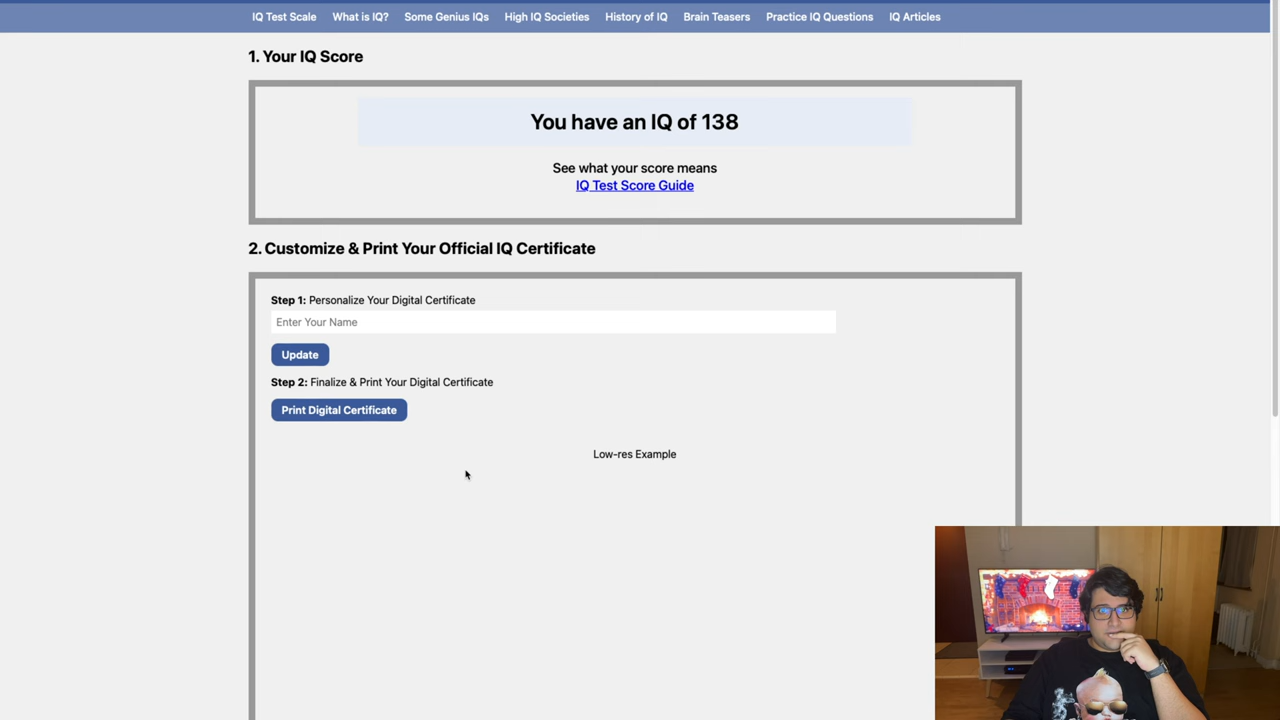 IQ Test Scale What is IQ? Some Genius IQs High IQ Societies History of IQ Brain Teasers Practice IQ Questions IQ Articles
1. Your IQ Score
You have an IQ of 138
See what your score means
IQ Test Score Guide
2. Customize & Print Your Official IQ Certificate
Step 1: Personalize Your Digital Certificate
Enter Your Name
Update
Step 2: Finalize & Print Your Digital Certificate
Print Digital Certificate
Low-res Example